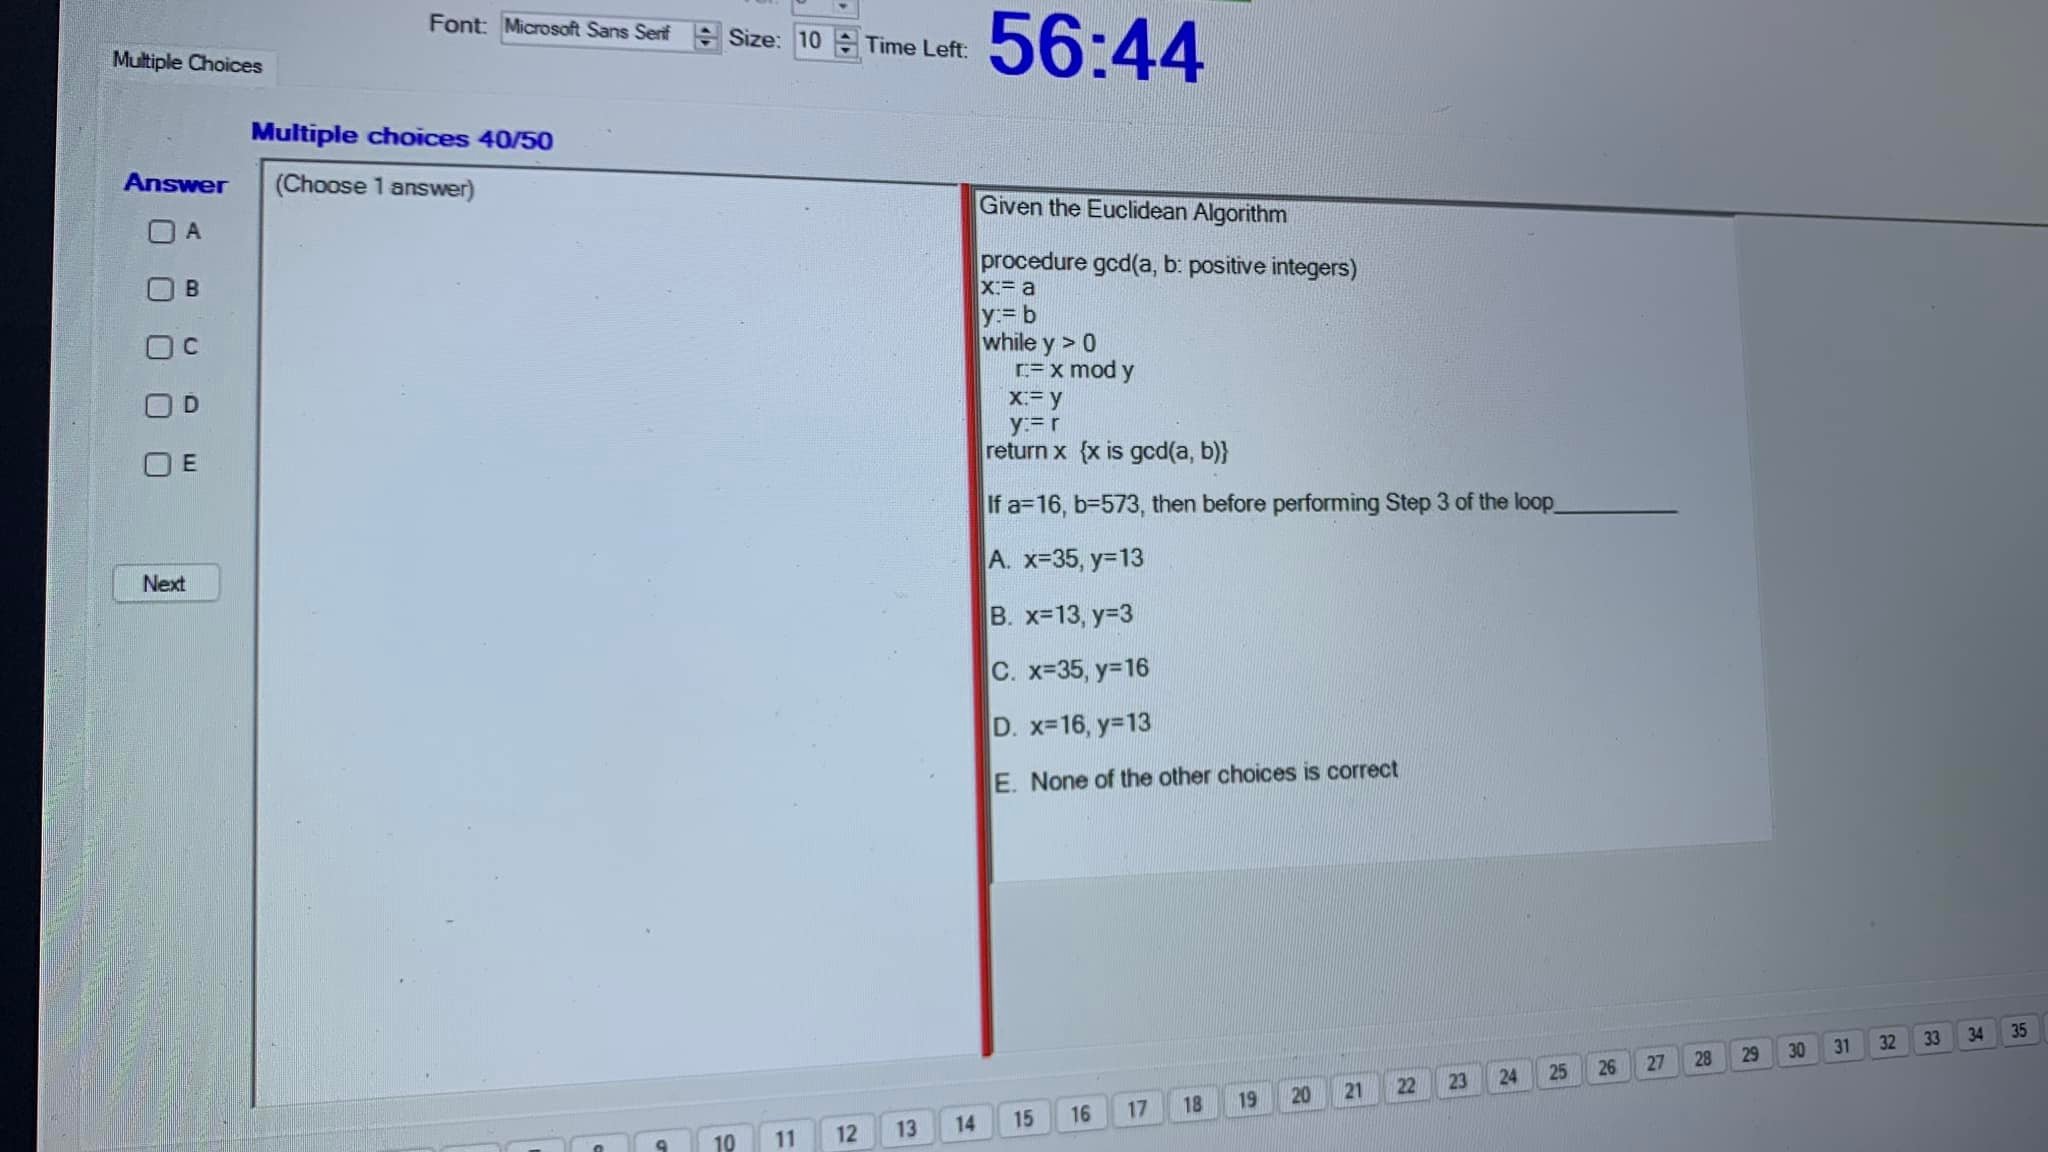 Font: Microsoft Sans Serif Size: 10 Time Left: 56:44
Multiple Choices
Multiple choices 40/50
Answer
(Choose 1 answer)
A
B
C
D
E
Next
Given the Euclidean Algorithm
procedure gcd(a, b: positive integers)
x:= a
y:= b
while y > 0
r:= x mod y
x:= y
y:= r
return x {x is gcd(a, b)}
If a=16, b=573, then before performing Step 3 of the loop__________
A. x=35, y=13
B. x=13, y=3
C. x=35, y=16
D. x=16, y=13
E. None of the other choices is correct
9 10 11 12 13 14 15 16 17 18 19 20 21 22 23 24 25 26 27 28 29 30 31 32 33 34 35